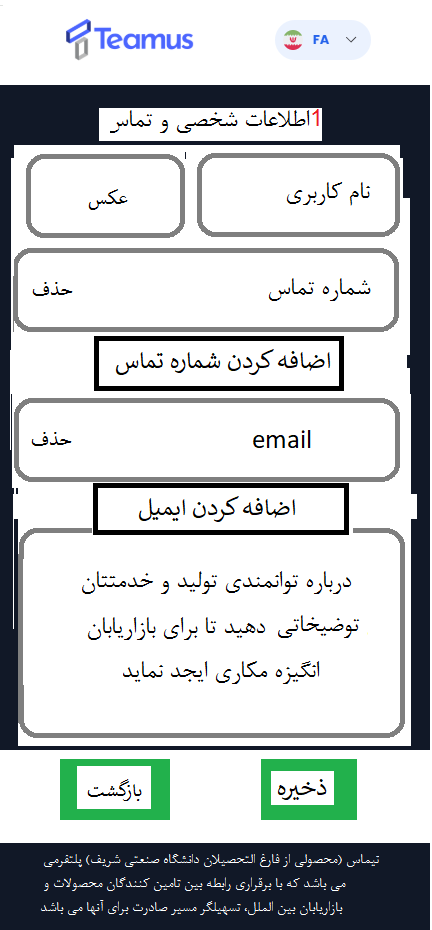 Teamus
FA
1اطلاعات شخصی و تماس
نام کاربری
عکس
شماره تماس
حذف
اضافه کردن شماره تماس
email
حذف
اضافه کردن ایمیل
درباره توانمندی تولید و خدمتتان
توضیخاتی دهید تا برای بازاریابان
انگیزه مکاری ایجد نماید
ذخیره
بازگشت
تیماس (محصولی از فارغ التحصیلان دانشگاه صنعتی شریف) پلتفرمی
می باشد که با برقراری رابطه بین تامین کنندگان محصولات و
بازاریابان بین الملل، تسهیلگر مسیر صادرت برای آنها می باشد